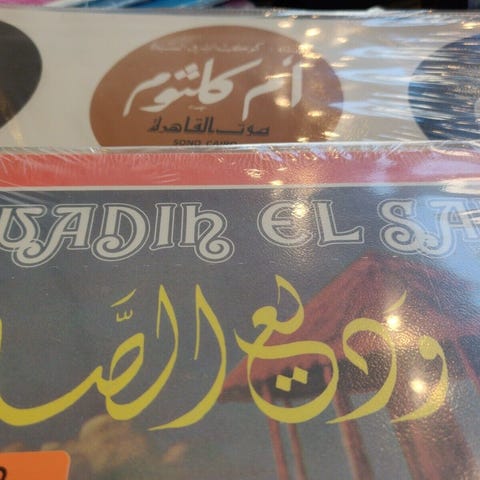 أم كلثوم
صوت القاهرة
SONO CAIRO
WADIH EL SA
وديع الصا